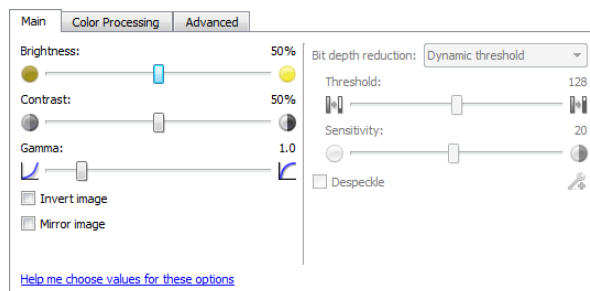 Main Color Processing Advanced
Brightness: 50%
Contrast: 50%
Gamma: 1.0
Invert image
Mirror image
Help me choose values for these options
Bit depth reduction: Dynamic threshold
Threshold: 128
Sensitivity: 20
Despeckle